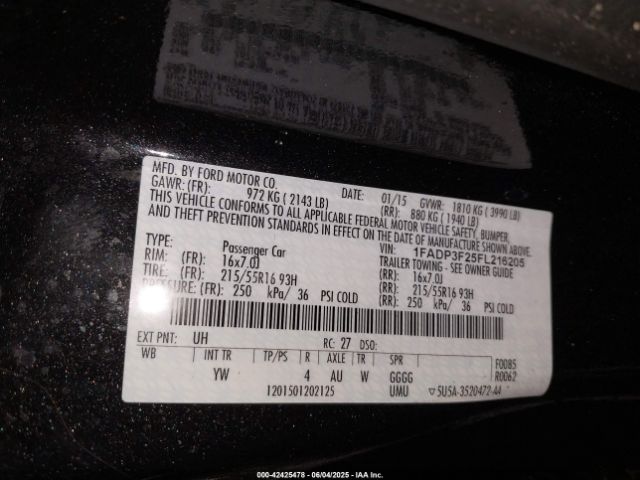 MFD. BY FORD MOTOR CO.
DATE: 01/15 GVWR: 1810 KG ( 3990 LB)
GAWR: (FR): 972 KG ( 2143 LB) (RR): 880 KG ( 1940 LB)
THIS VEHICLE CONFORMS TO ALL APPLICABLE FEDERAL MOTOR VEHICLE SAFETY, BUMPER,
AND THEFT PREVENTION STANDARDS IN EFFECT ON THE DATE OF MANUFACTURE SHOWN ABOVE.
VIN: 1FADP3F25FL216205
TYPE: Passenger Car TRAILER TOWING - SEE OWNER GUIDE
RIM: (FR): 16x7.0J (RR): 16x7.0J
TIRE: (FR): 215/55R16 93H (RR): 215/55R16 93H
PRESSURE: (FR): 250 kPa/ 36 PSI COLD (RR): 250 kPa/ 36 PSI COLD
EXT PNT: UH RC: 27 DSO:
WB INT TR TP/PS R AXLE TR SPR F0085
YW 4 AU W GGGG R0062
1201501202125 UMU ▽ 5U5A-3520472-AA
000-42425478 - 06/04/2025 - IAA Inc.